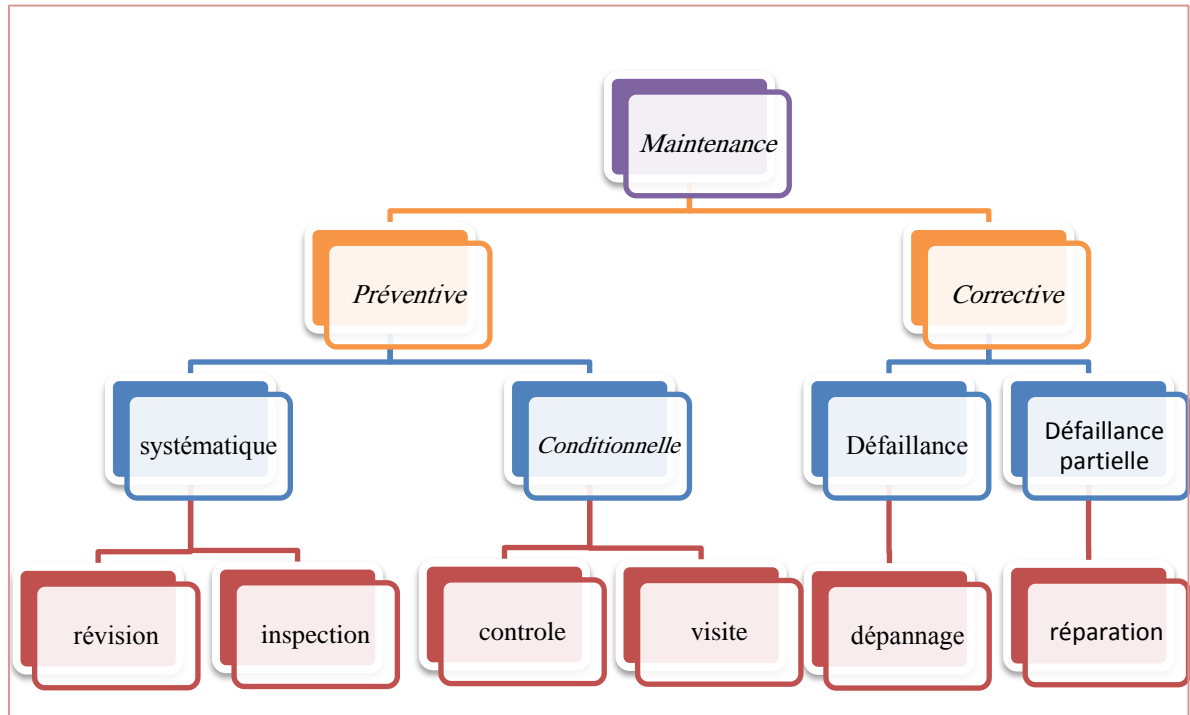 Maintenance
Préventive
Corrective
systématique
Conditionnelle
Défaillance
Défaillance
partielle
révision
inspection
controle
visite
dépannage
réparation